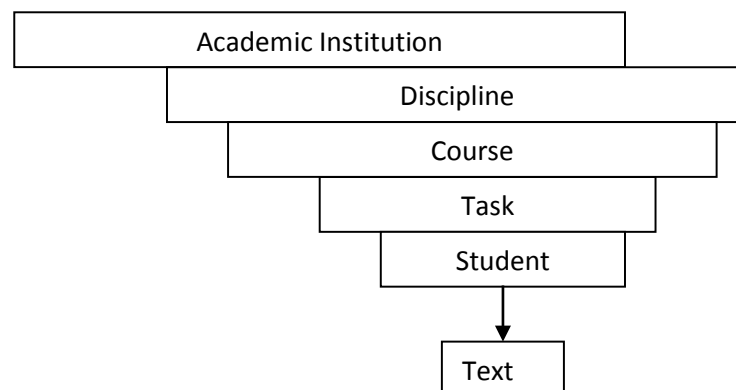 Academic Institution
Discipline
Course
Task
Student
Text